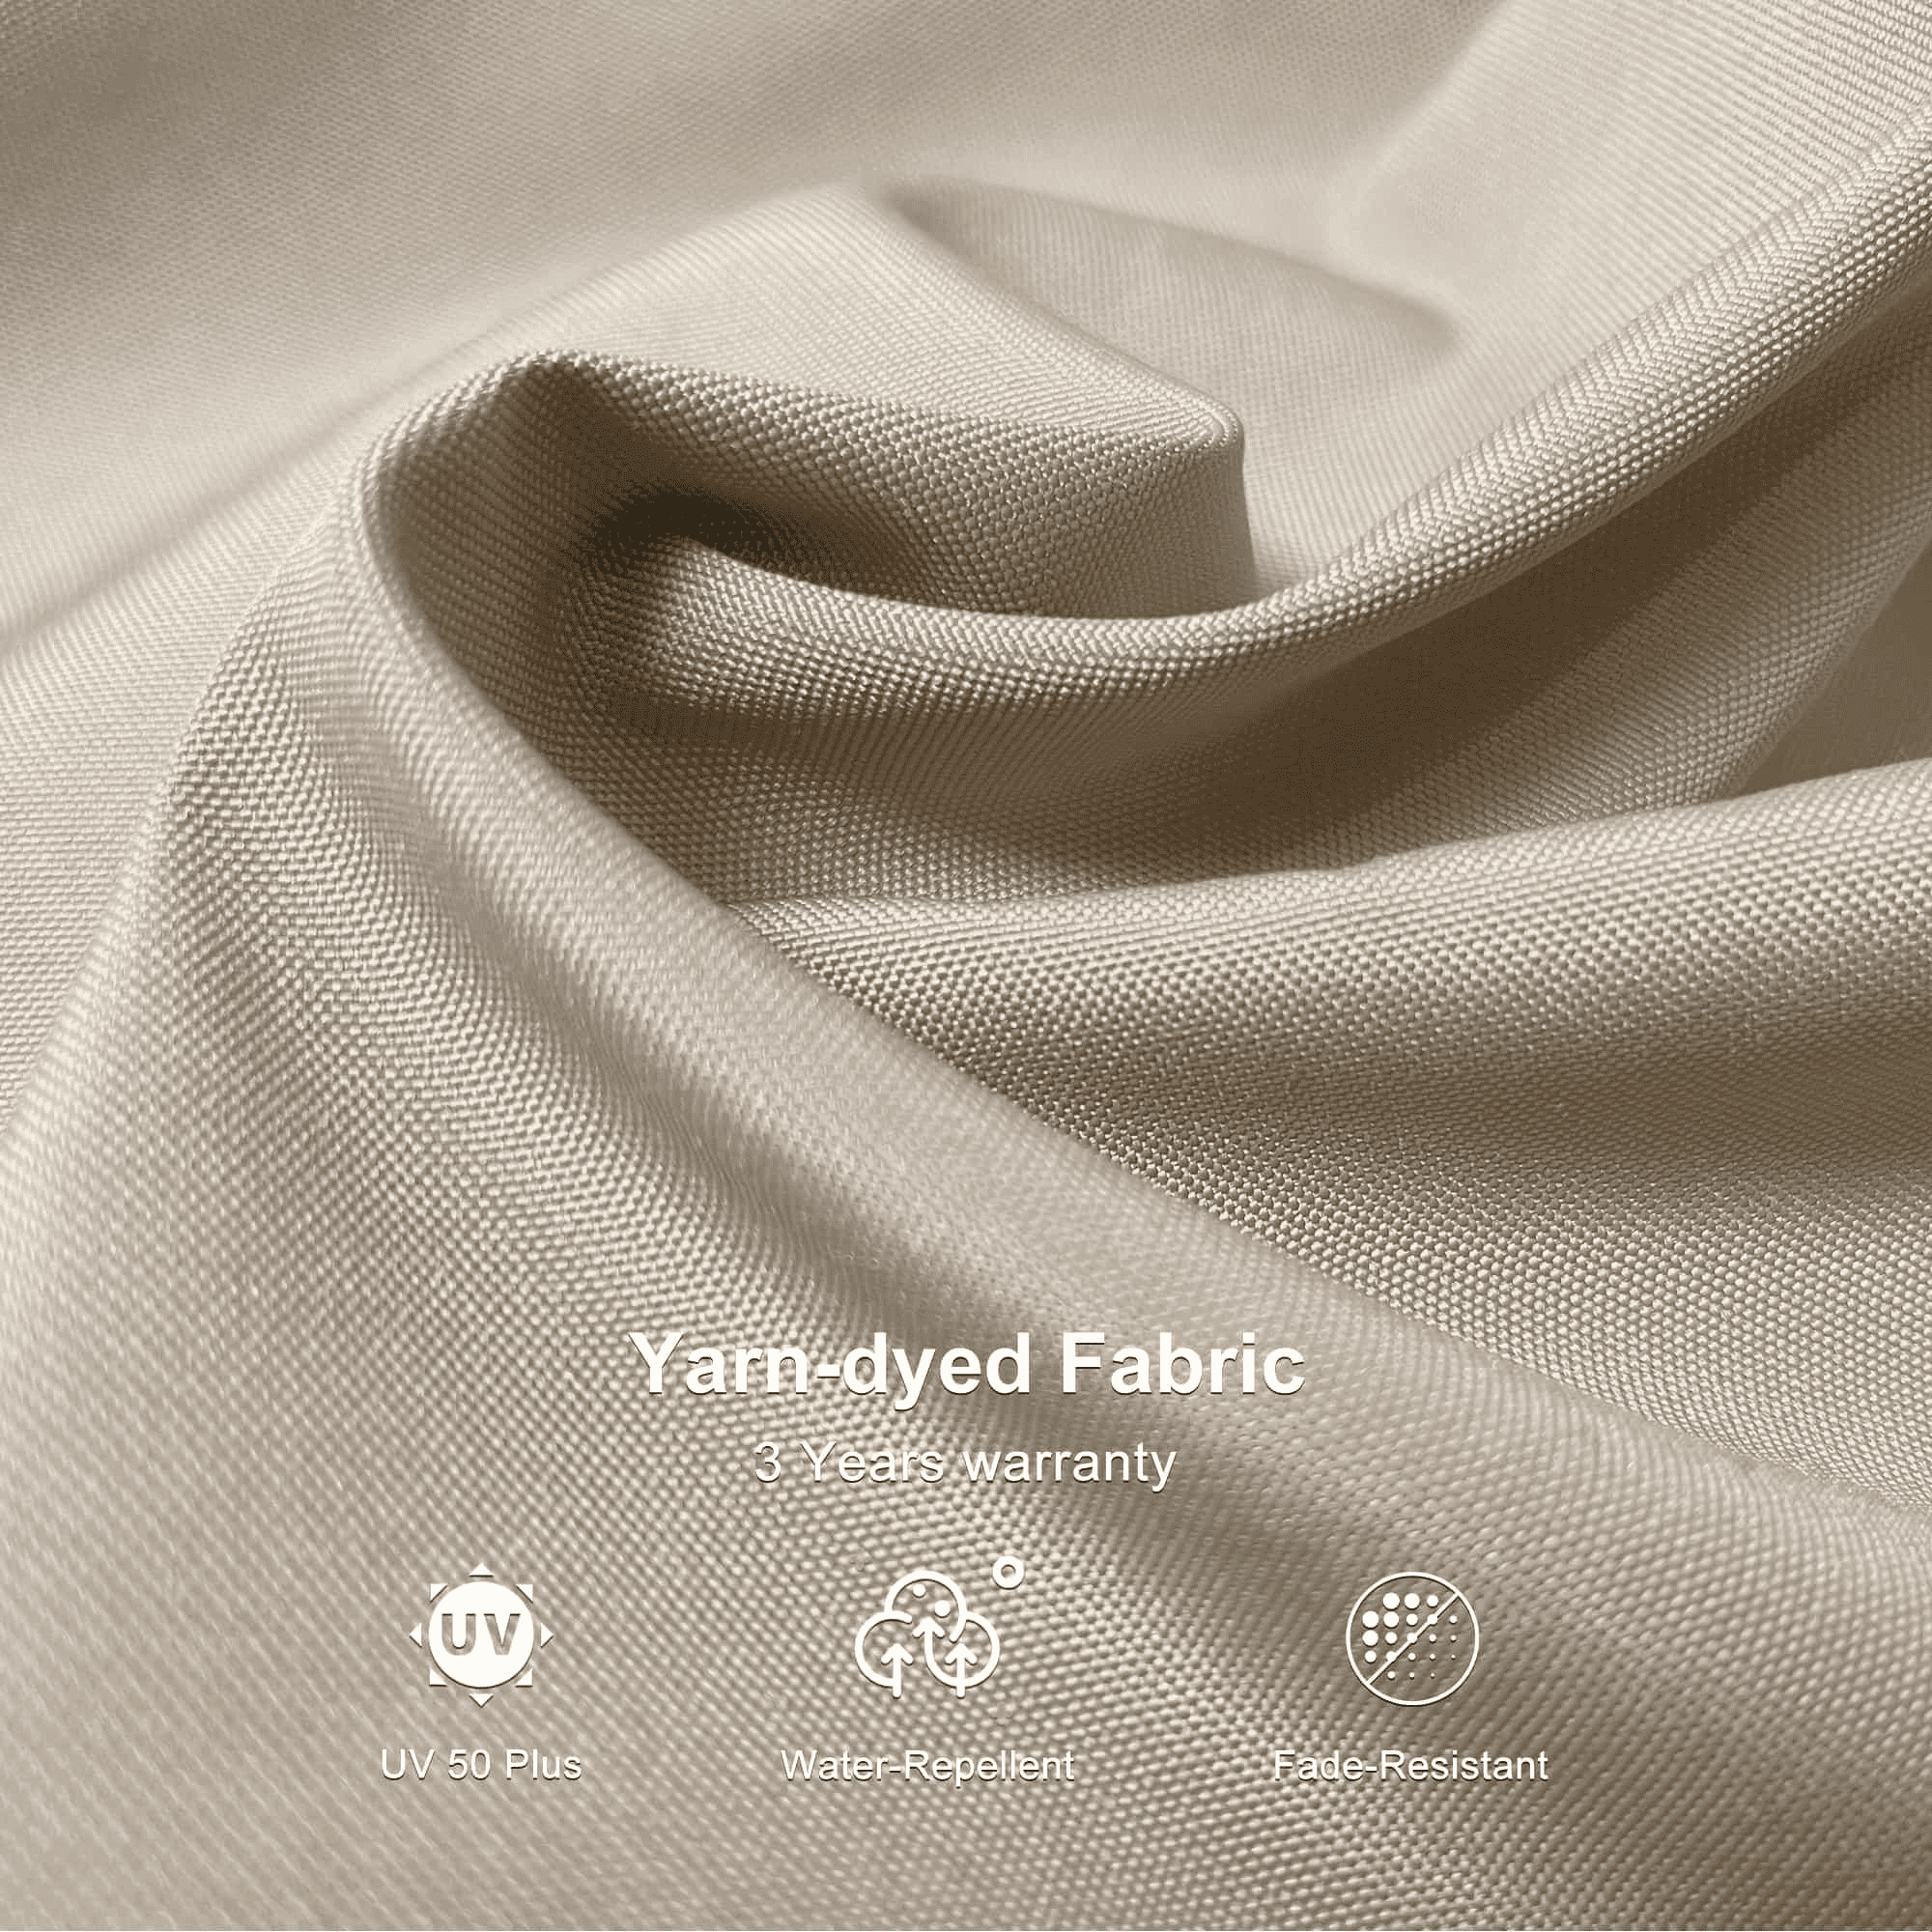 Yarn-dyed Fabric
3 Years warranty
UV
UV 50 Plus
Water-Repellent
Fade-Resistant